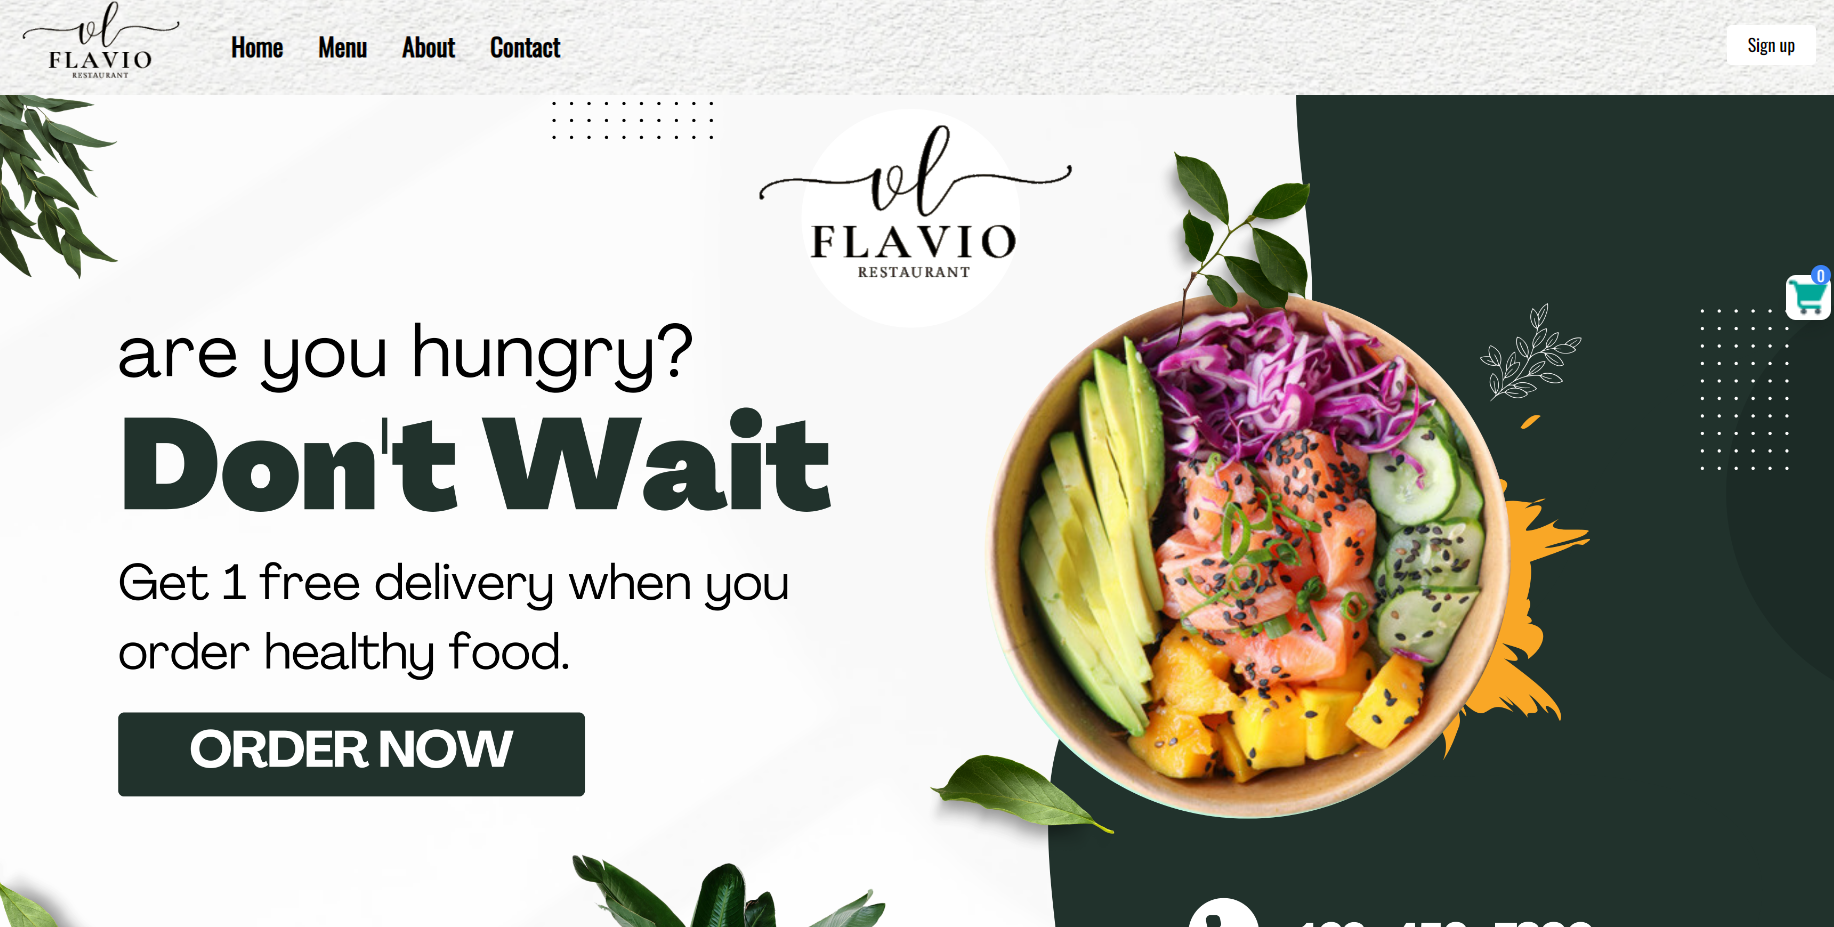 vl
FLAVIO
RESTAURANT
Home Menu About Contact
Sign up
vl
FLAVIO
RESTAURANT
0
are you hungry?
Don't Wait
Get 1 free delivery when you
order healthy food.
ORDER NOW